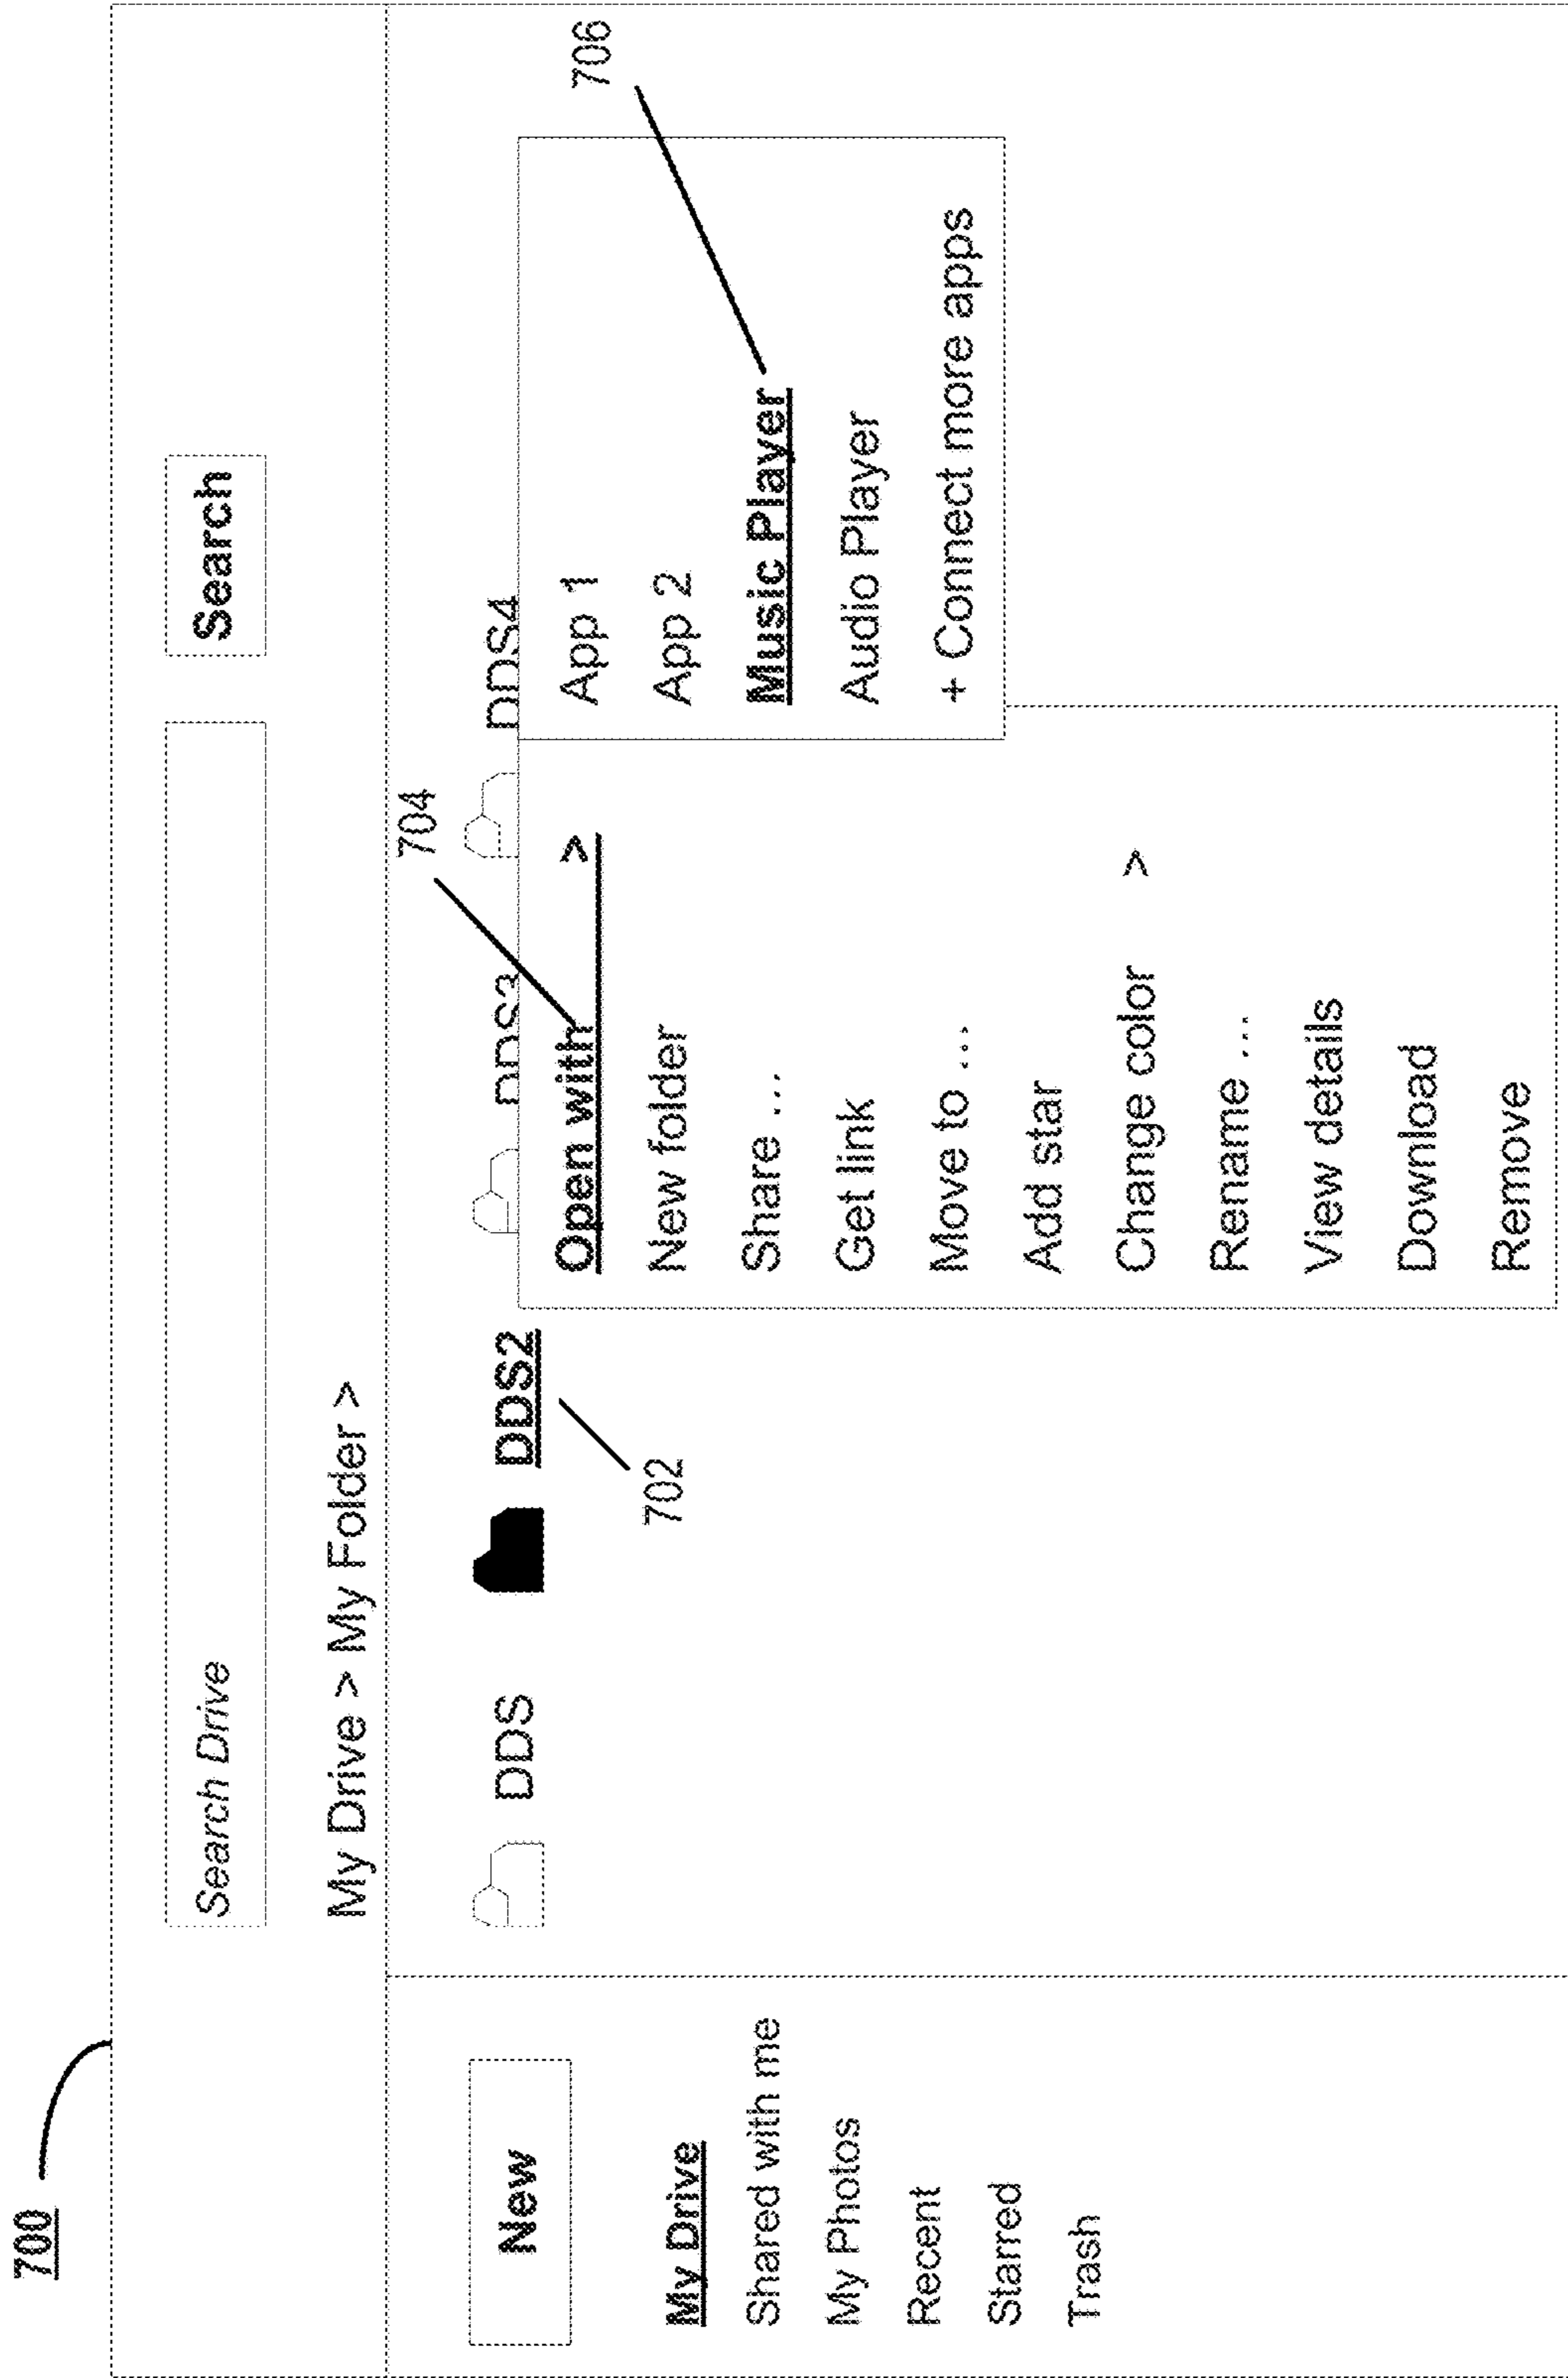 700
Search Drive
Search
My Drive > My Folder >
New
My Drive
Shared with me
My Photos
Recent
Starred
Trash
DDS
DDS2
702
DDS3
DDS4
704
Open with >
New folder
Share ...
Get link
Move to ...
Add star
Change color >
Rename ...
View details
Download
Remove
706
App 1
App 2
Music Player
Audio Player
+ Connect more apps